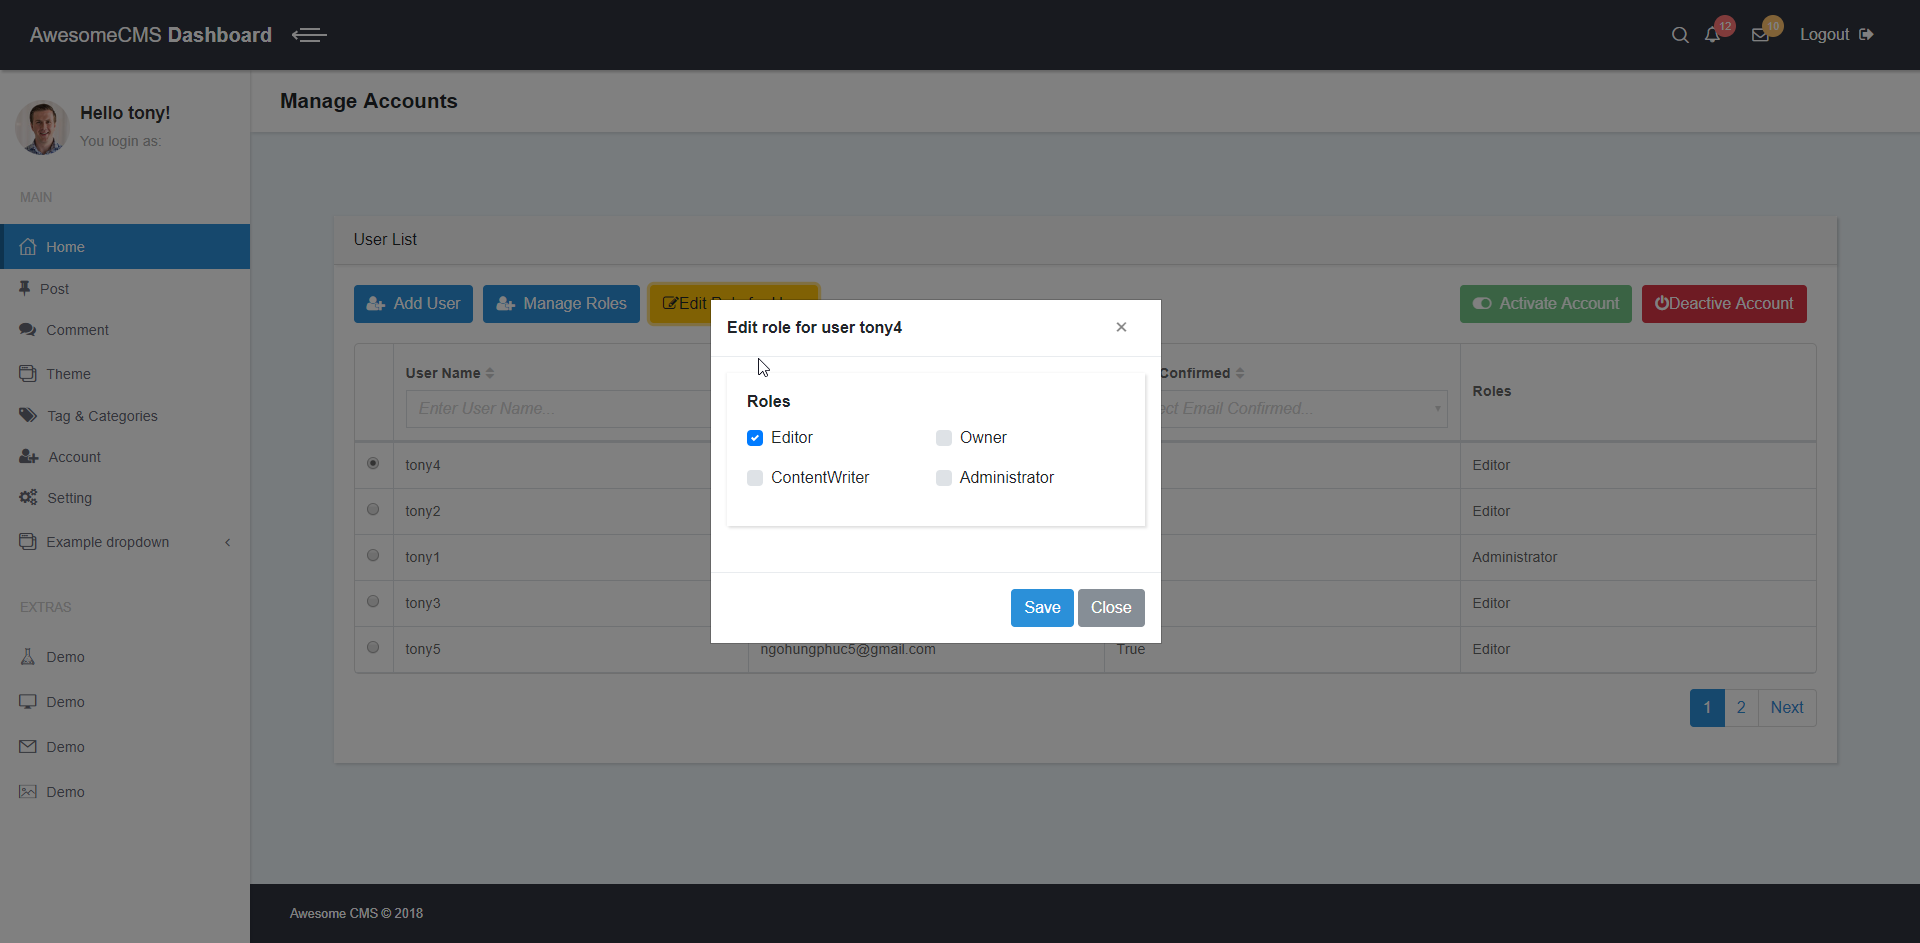 AwesomeCMS Dashboard
12
10
Logout
Hello tony!
You login as:
Manage Accounts
MAIN
Home
Post
Comment
Theme
Tag & Categories
Account
Setting
Example dropdown
EXTRAS
Demo
Demo
Demo
Demo
User List
Add User
Manage Roles
Edit
Activate Account
Deactive Account
User Name
Confirmed
Roles
Enter User Name...
Email Confirmed...
tony4
Editor
tony2
Editor
tony1
Administrator
tony3
Editor
tony5
ngohungphuc5@gmail.com
True
Editor
1
2
Next
Edit role for user tony4
×
Roles
Editor
Owner
ContentWriter
Administrator
Save
Close
Awesome CMS © 2018